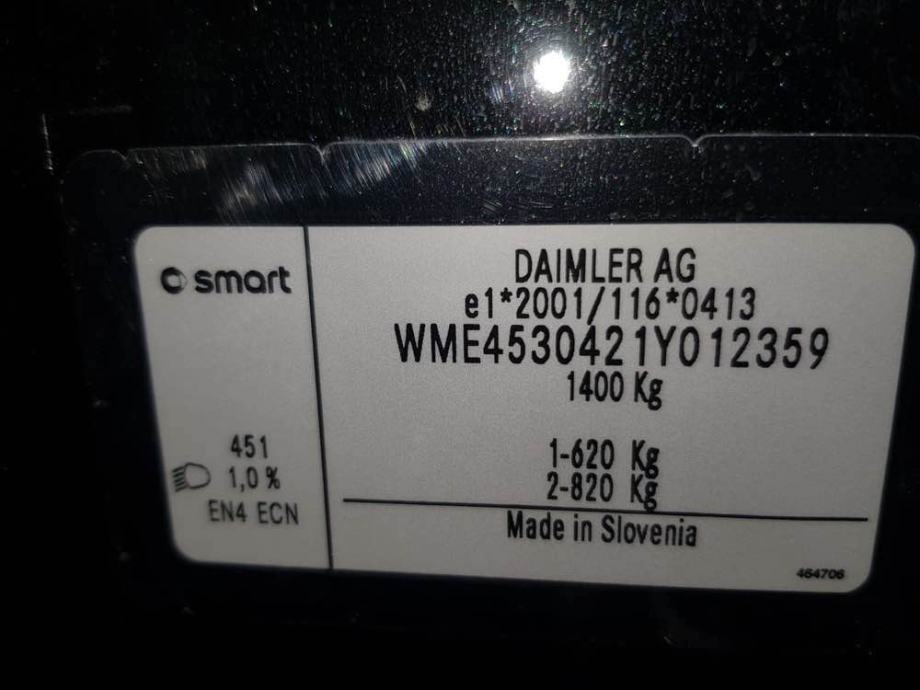 smart
451
1,0 %
EN4 ECN
DAIMLER AG
e1*2001/116*0413
WME4530421Y012359
1400 Kg
1-620 Kg
2-820 Kg
Made in Slovenia
464706